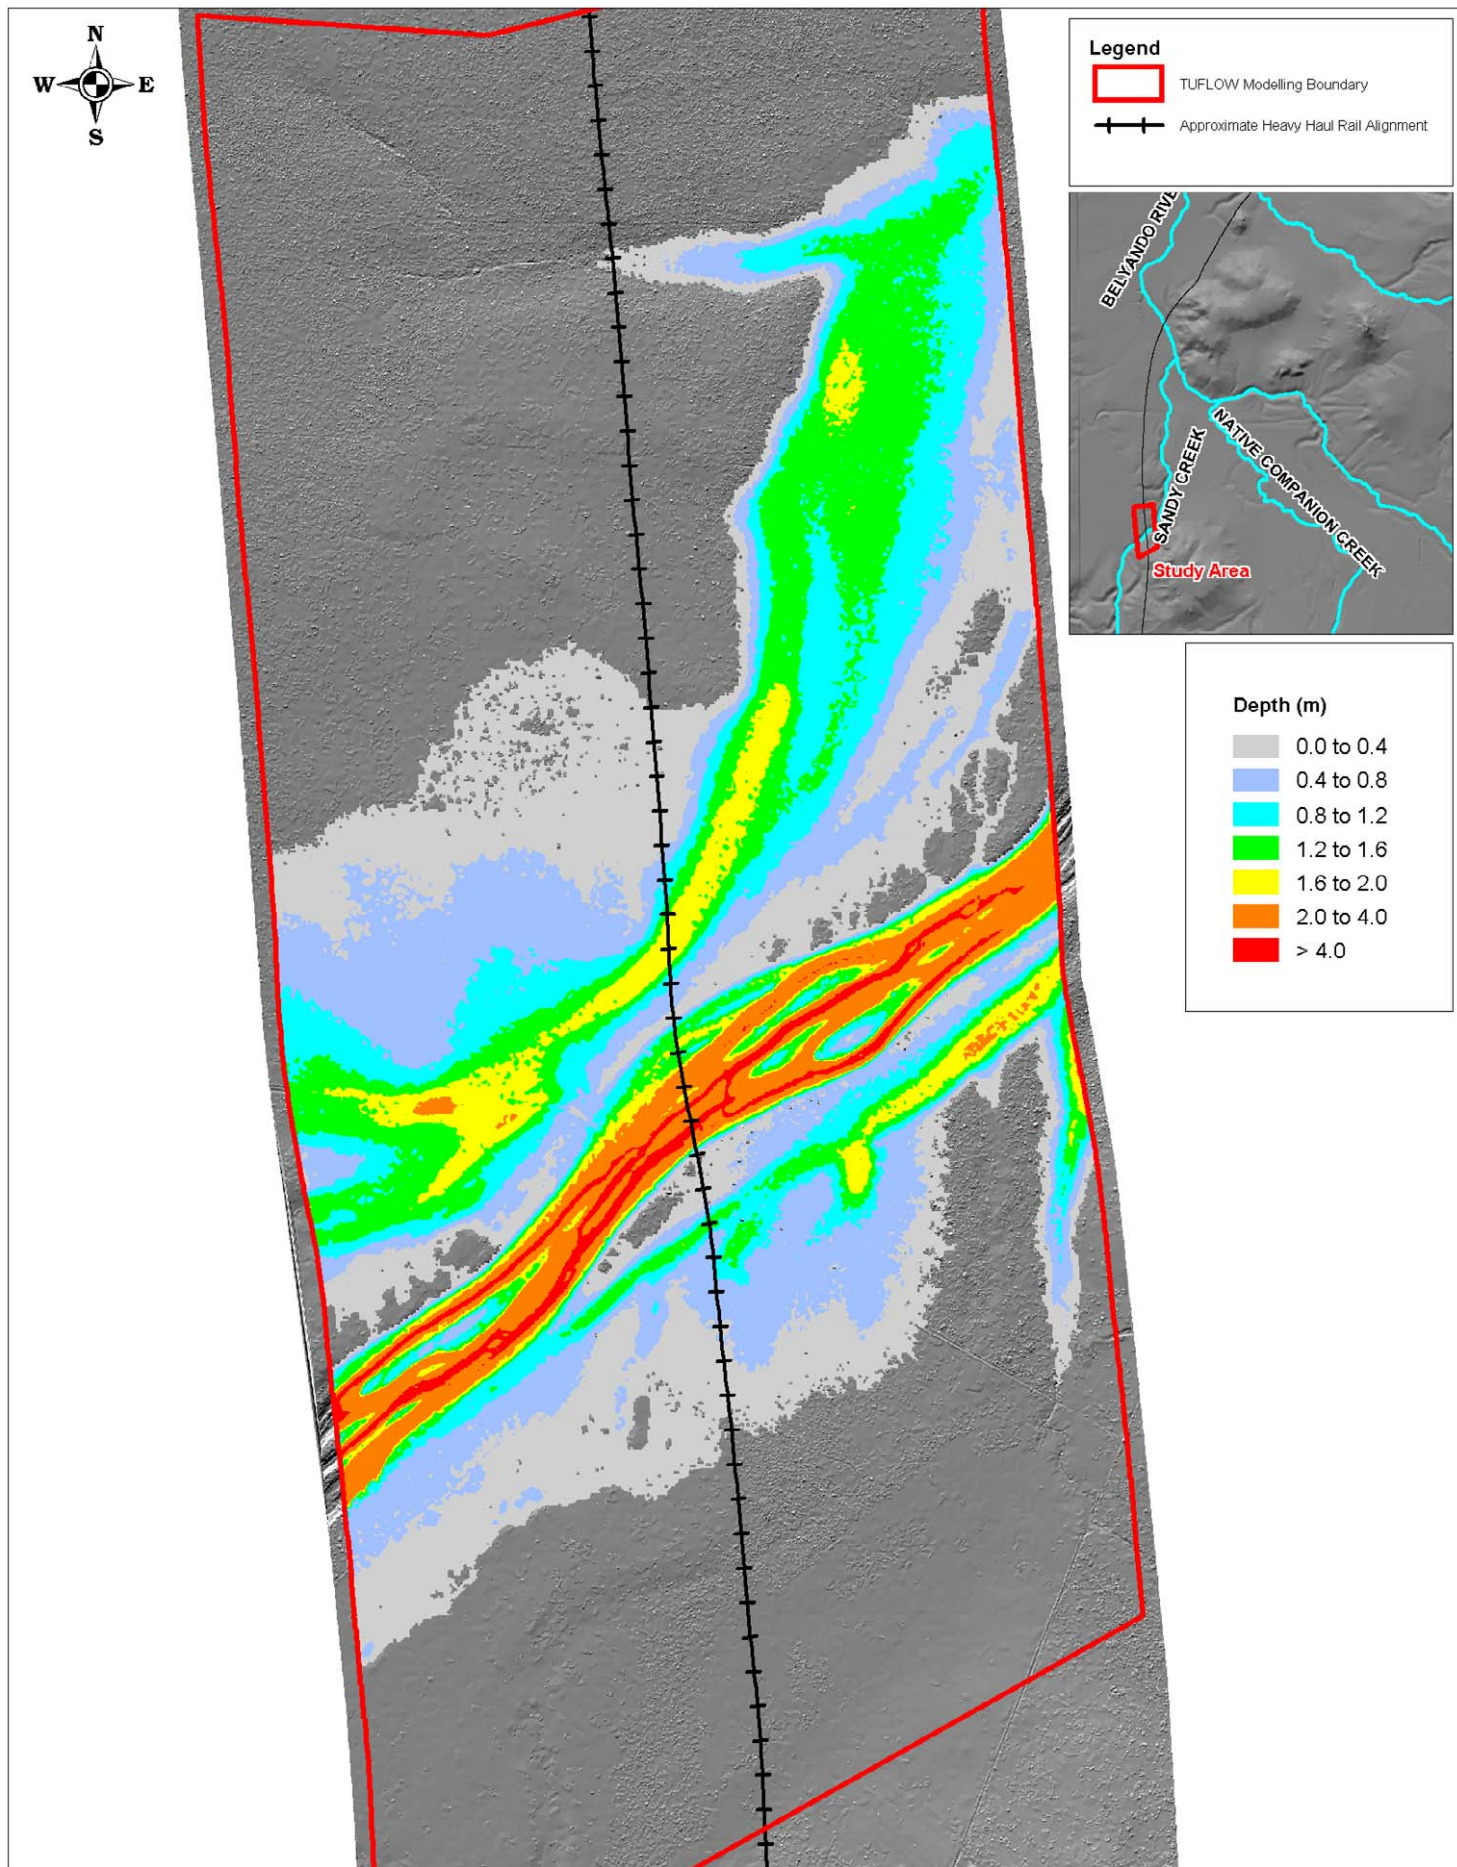 N
W E
S
Legend
TUFLOW Modelling Boundary
Approximate Heavy Haul Rail Alignment
BELYANDO RIVE
SANDY CREEK
NATIVE COMPANION CREEK
Study Area
Depth (m)
0.0 to 0.4
0.4 to 0.8
0.8 to 1.2
1.2 to 1.6
1.6 to 2.0
2.0 to 4.0
> 4.0